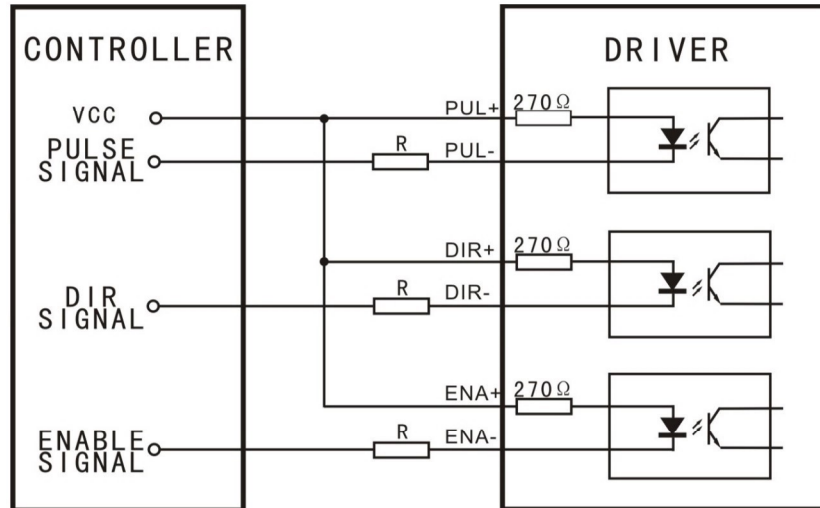 CONTROLLER
DRIVER
VCC
PUL+
270Ω
PULSE
SIGNAL
R
PUL-
DIR+
270Ω
DIR
SIGNAL
R
DIR-
ENA+
270Ω
ENABLE
SIGNAL
R
ENA-